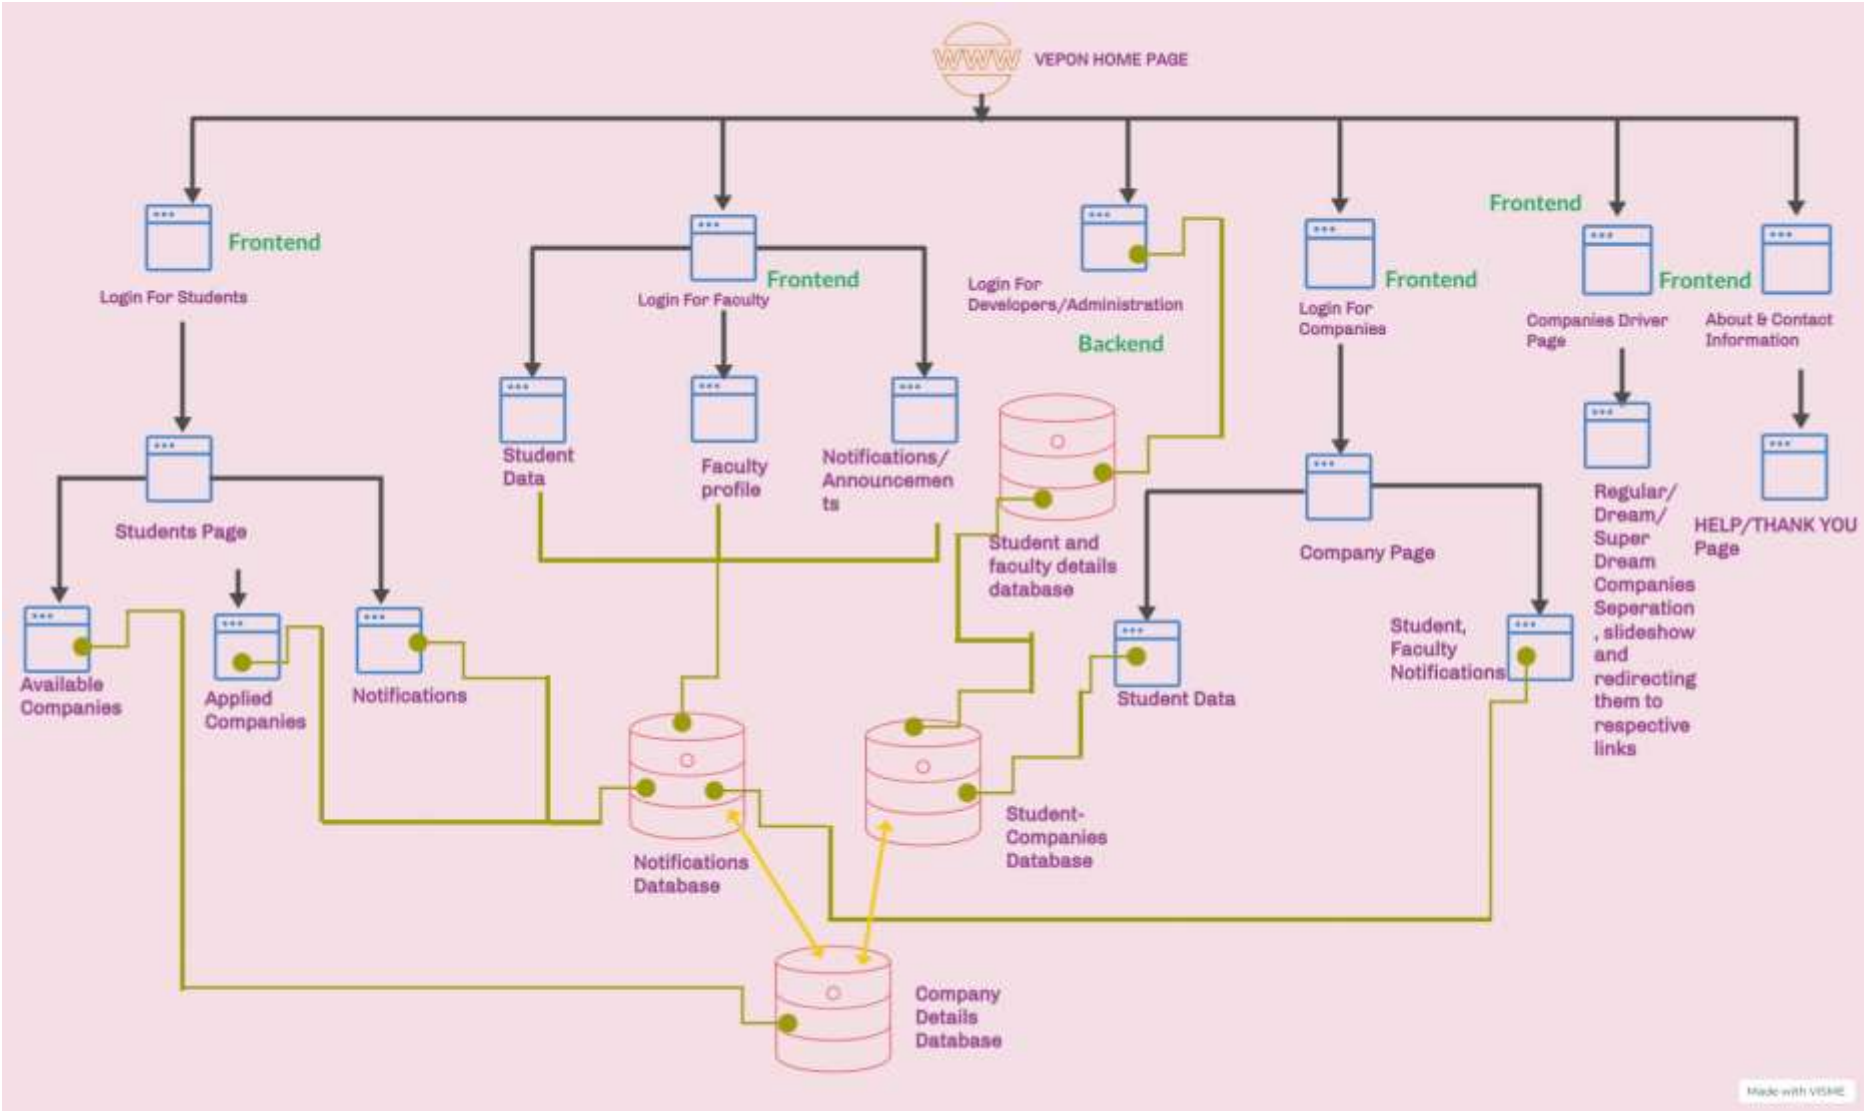 WWW
VEPON HOME PAGE
Frontend
Login For Students
Frontend
Login For Faculty
Login For
Developers/Administration
Backend
Frontend
Login For
Companies
Frontend
Companies Driver
Page
Frontend
About & Contact
Information
Students Page
Student
Data
Faculty
profile
Notifications/
Announcemen
ts
Student and
faculty details
database
Company Page
Regular/
Dream/
Super
Dream
Companies
Seperation
, slideshow
and
redirecting
them to
respective
links
HELP/THANK YOU
Page
Available
Companies
Applied
Companies
Notifications
Student Data
Student,
Faculty
Notifications
Notifications
Database
Student-
Companies
Database
Company
Details
Database
Made with VISME